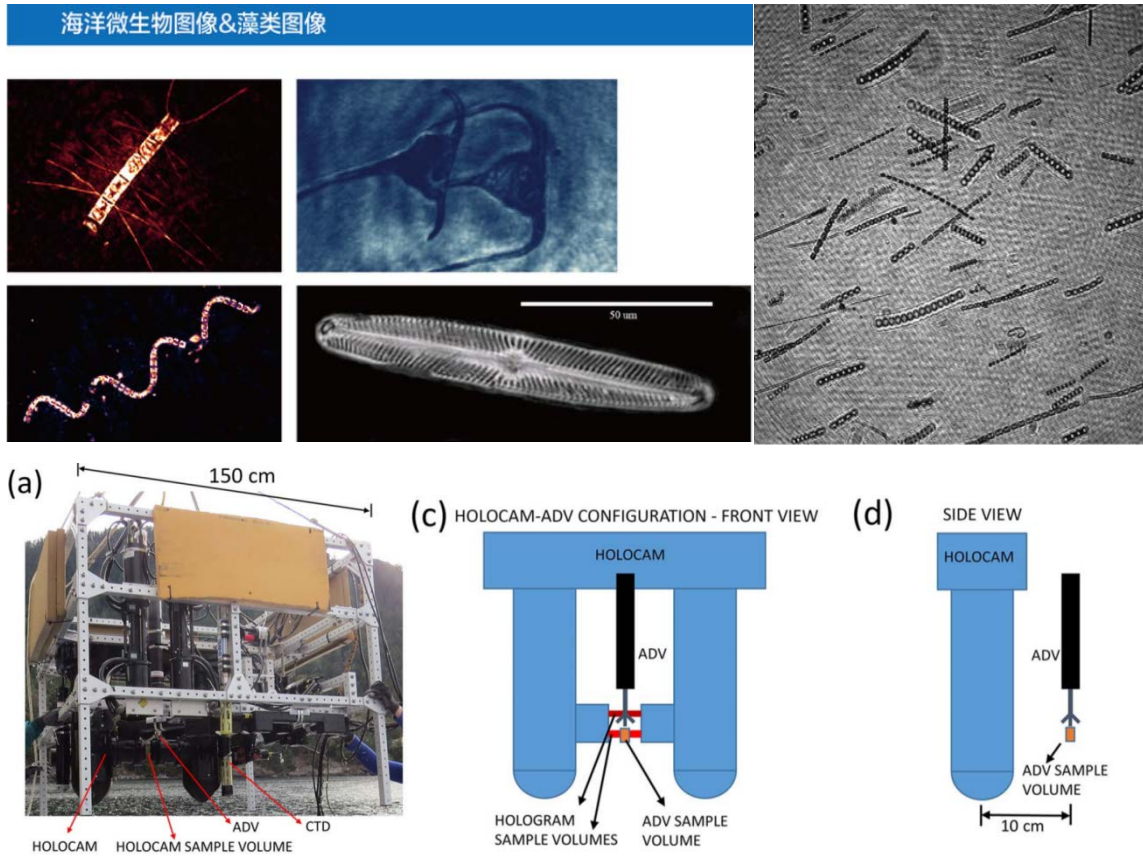 海洋微生物图像&藻类图像
50 um
(a)
150 cm
HOLOCAM
HOLOCAM SAMPLE VOLUME
ADV
CTD
(c)
HOLOCAM-ADV CONFIGURATION - FRONT VIEW
HOLOCAM
ADV
HOLOGRAM
SAMPLE VOLUMES
ADV SAMPLE
VOLUME
(d)
SIDE VIEW
HOLOCAM
ADV
ADV SAMPLE
VOLUME
10 cm